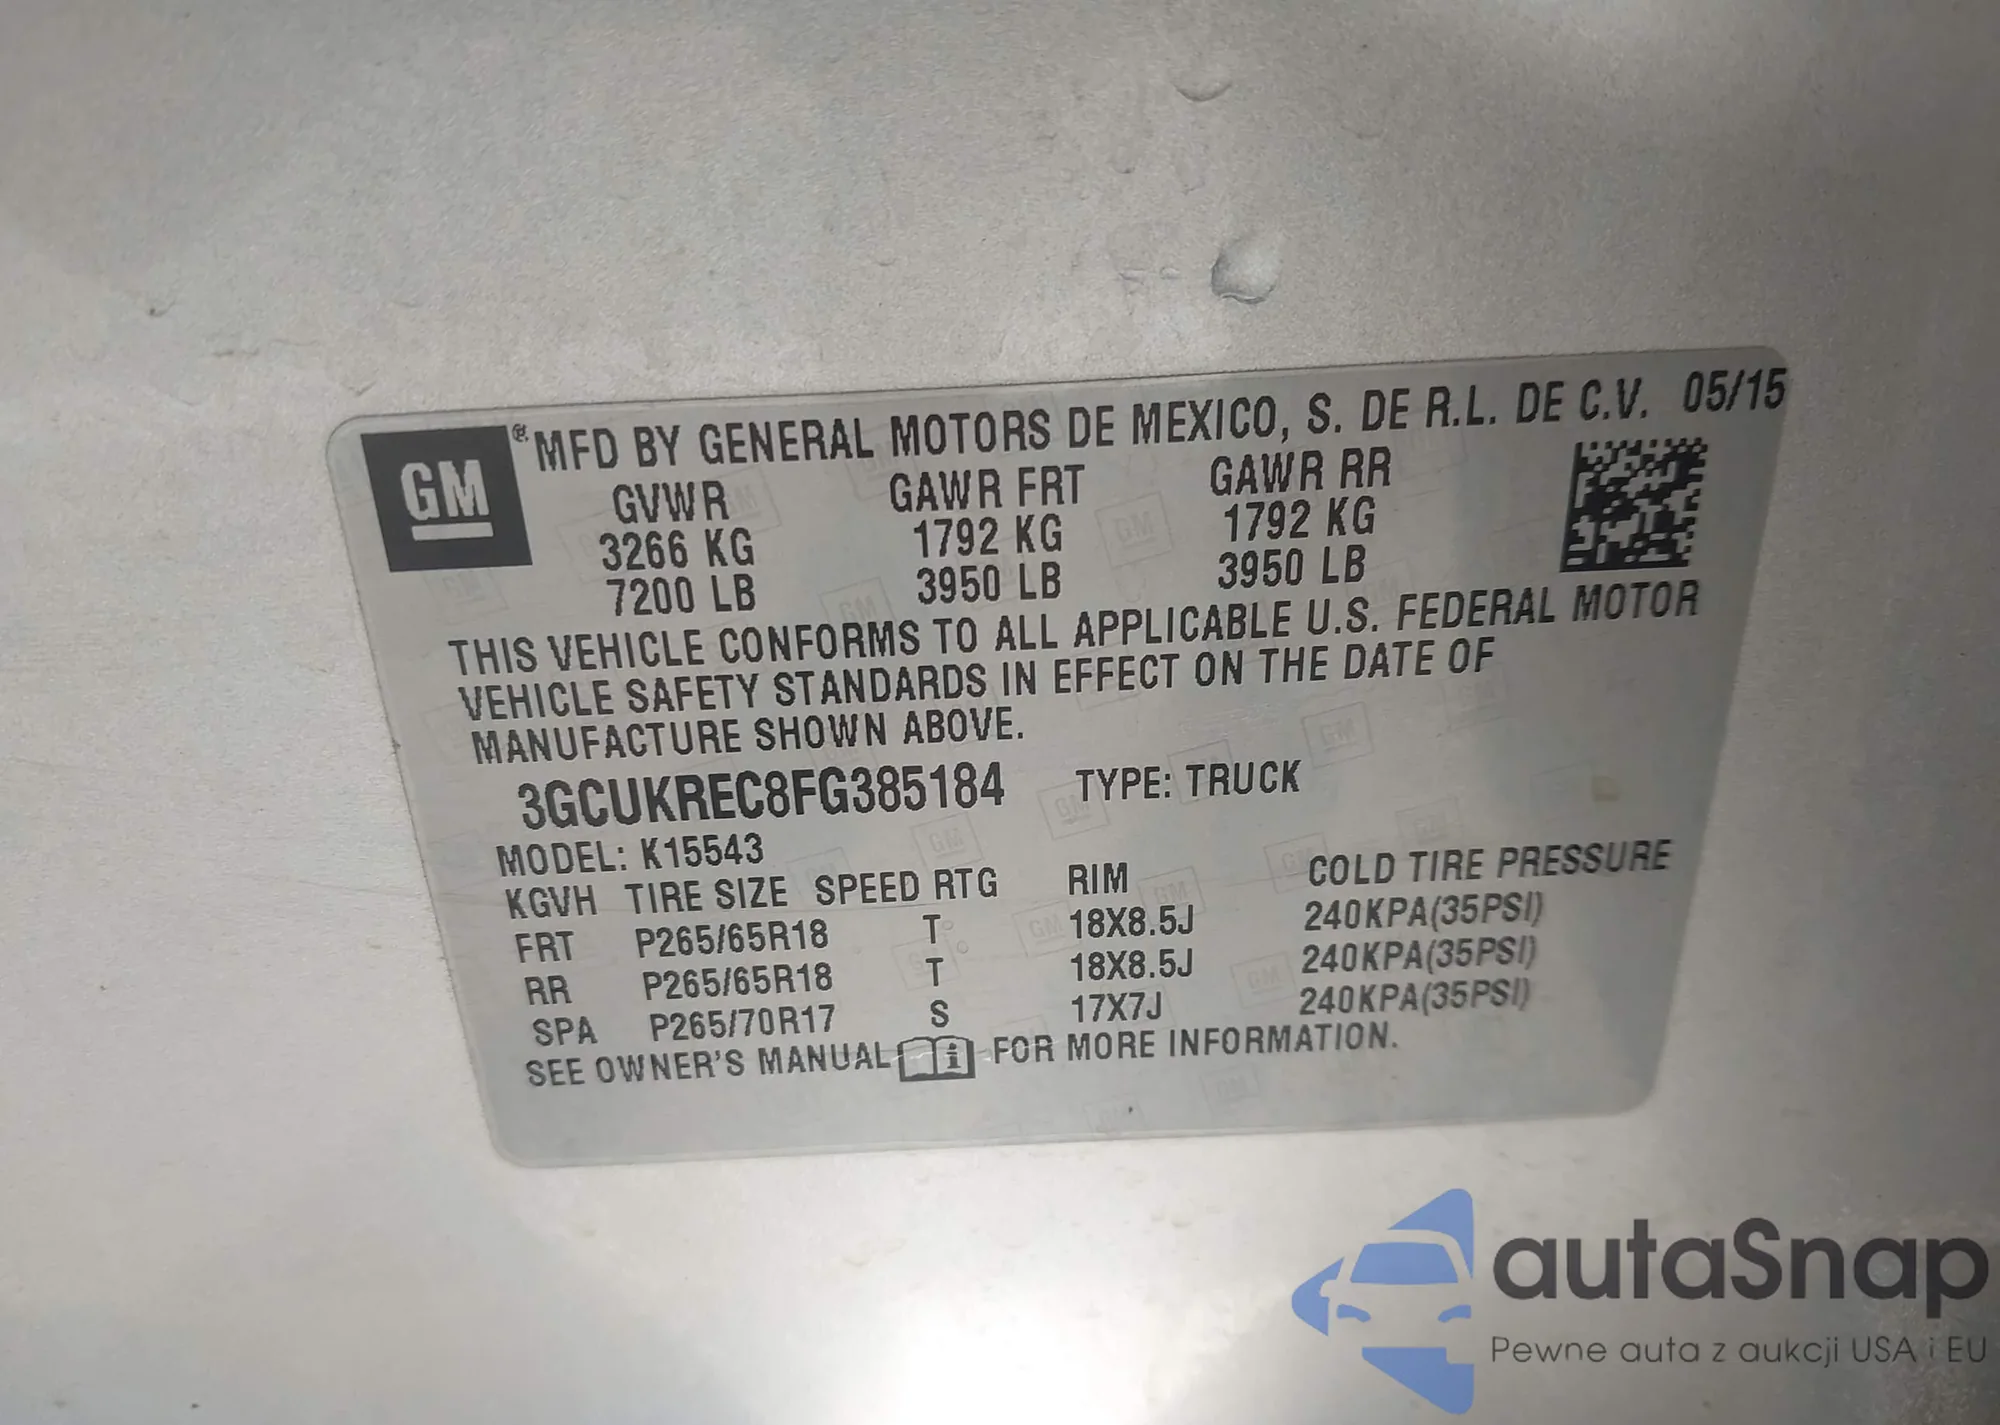 GM
® MFD BY GENERAL MOTORS DE MEXICO, S. DE R.L. DE C.V. 05/15
GVWR GAWR FRT GAWR RR
3266 KG 1792 KG 1792 KG
7200 LB 3950 LB 3950 LB
THIS VEHICLE CONFORMS TO ALL APPLICABLE U.S. FEDERAL MOTOR
VEHICLE SAFETY STANDARDS IN EFFECT ON THE DATE OF
MANUFACTURE SHOWN ABOVE.
3GCUKREC8FG385184 TYPE: TRUCK
MODEL: K15543
KGVH TIRE SIZE SPEED RTG RIM COLD TIRE PRESSURE
FRT P265/65R18 T 18X8.5J 240KPA(35PSI)
RR P265/65R18 T 18X8.5J 240KPA(35PSI)
SPA P265/70R17 S 17X7J 240KPA(35PSI)
SEE OWNER'S MANUAL i FOR MORE INFORMATION.
autaSnap
Pewne auta z aukcji USA i EU